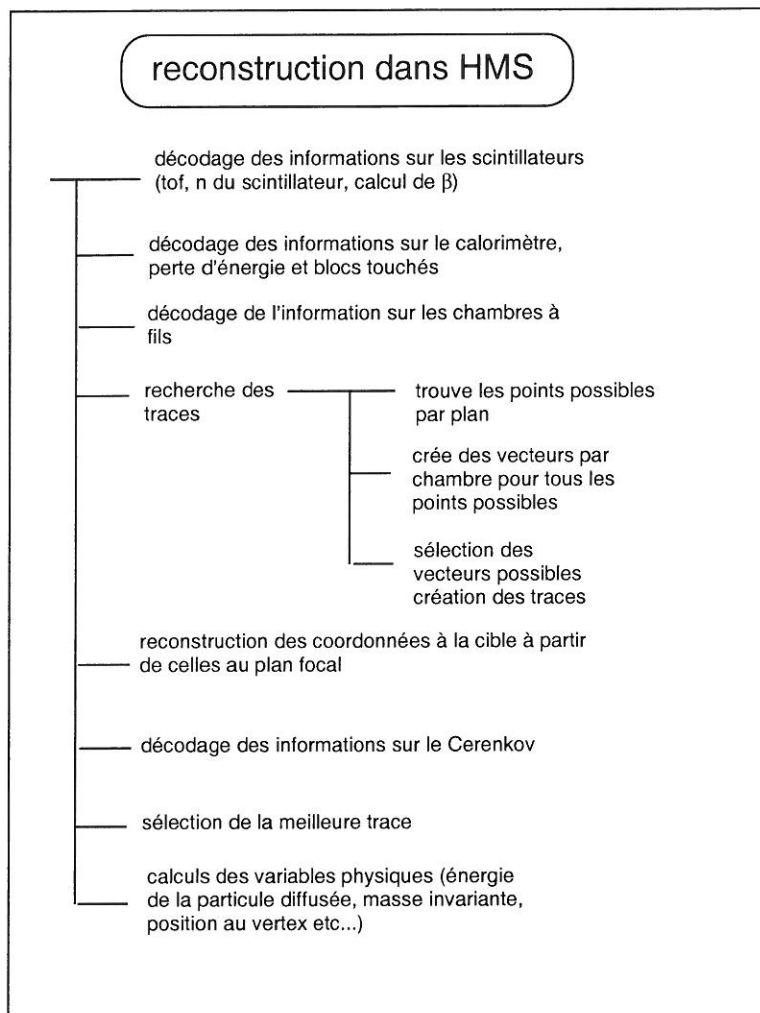 reconstruction dans HMS
décodage des informations sur les scintillateurs
(tof, n du scintillateur, calcul de β)
décodage des informations sur le calorimètre,
perte d'énergie et blocs touchés
décodage de l'information sur les chambres à
fils
recherche des
traces
trouve les points possibles
par plan
crée des vecteurs par
chambre pour tous les
points possibles
sélection des
vecteurs possibles
création des traces
reconstruction des coordonnées à la cible à partir
de celles au plan focal
décodage des informations sur le Cerenkov
sélection de la meilleure trace
calculs des variables physiques (énergie
de la particule diffusée, masse invariante,
position au vertex etc...)